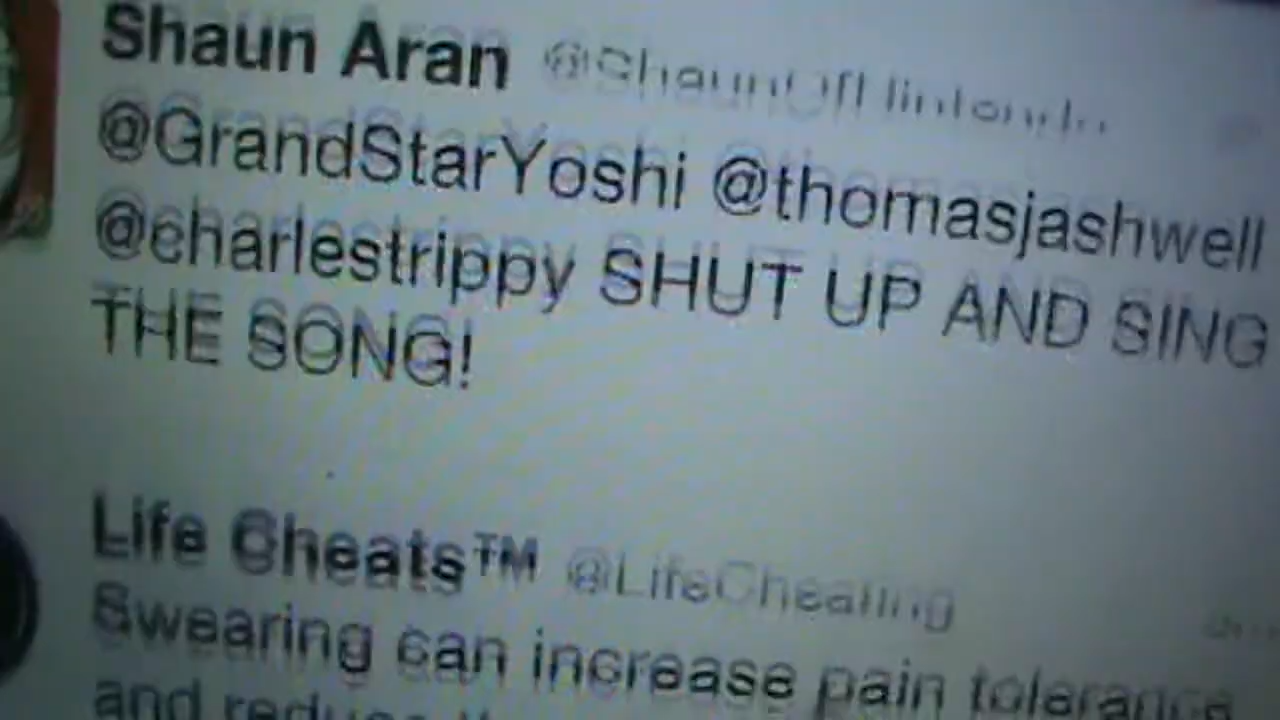 Shaun Aran
@GrandStarYoshi @thomasjashwell
@charlestrippy SHUT UP AND SING
THE SONG!
Life Cheats™ @LifeCheating
Swearing can increase pain tolerance
and